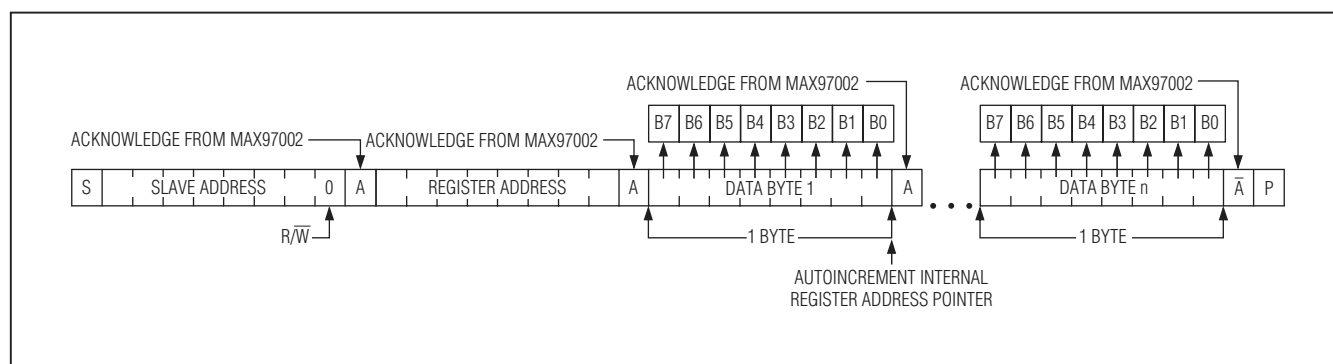 ACKNOWLEDGE FROM MAX97002
ACKNOWLEDGE FROM MAX97002
B7 B6 B5 B4 B3 B2 B1 B0
B7 B6 B5 B4 B3 B2 B1 B0
ACKNOWLEDGE FROM MAX97002
ACKNOWLEDGE FROM MAX97002
S SLAVE ADDRESS 0 A REGISTER ADDRESS A DATA BYTE 1 A • • • DATA BYTE n A̅ P
R/W̅
1 BYTE
1 BYTE
AUTOINCREMENT INTERNAL
REGISTER ADDRESS POINTER